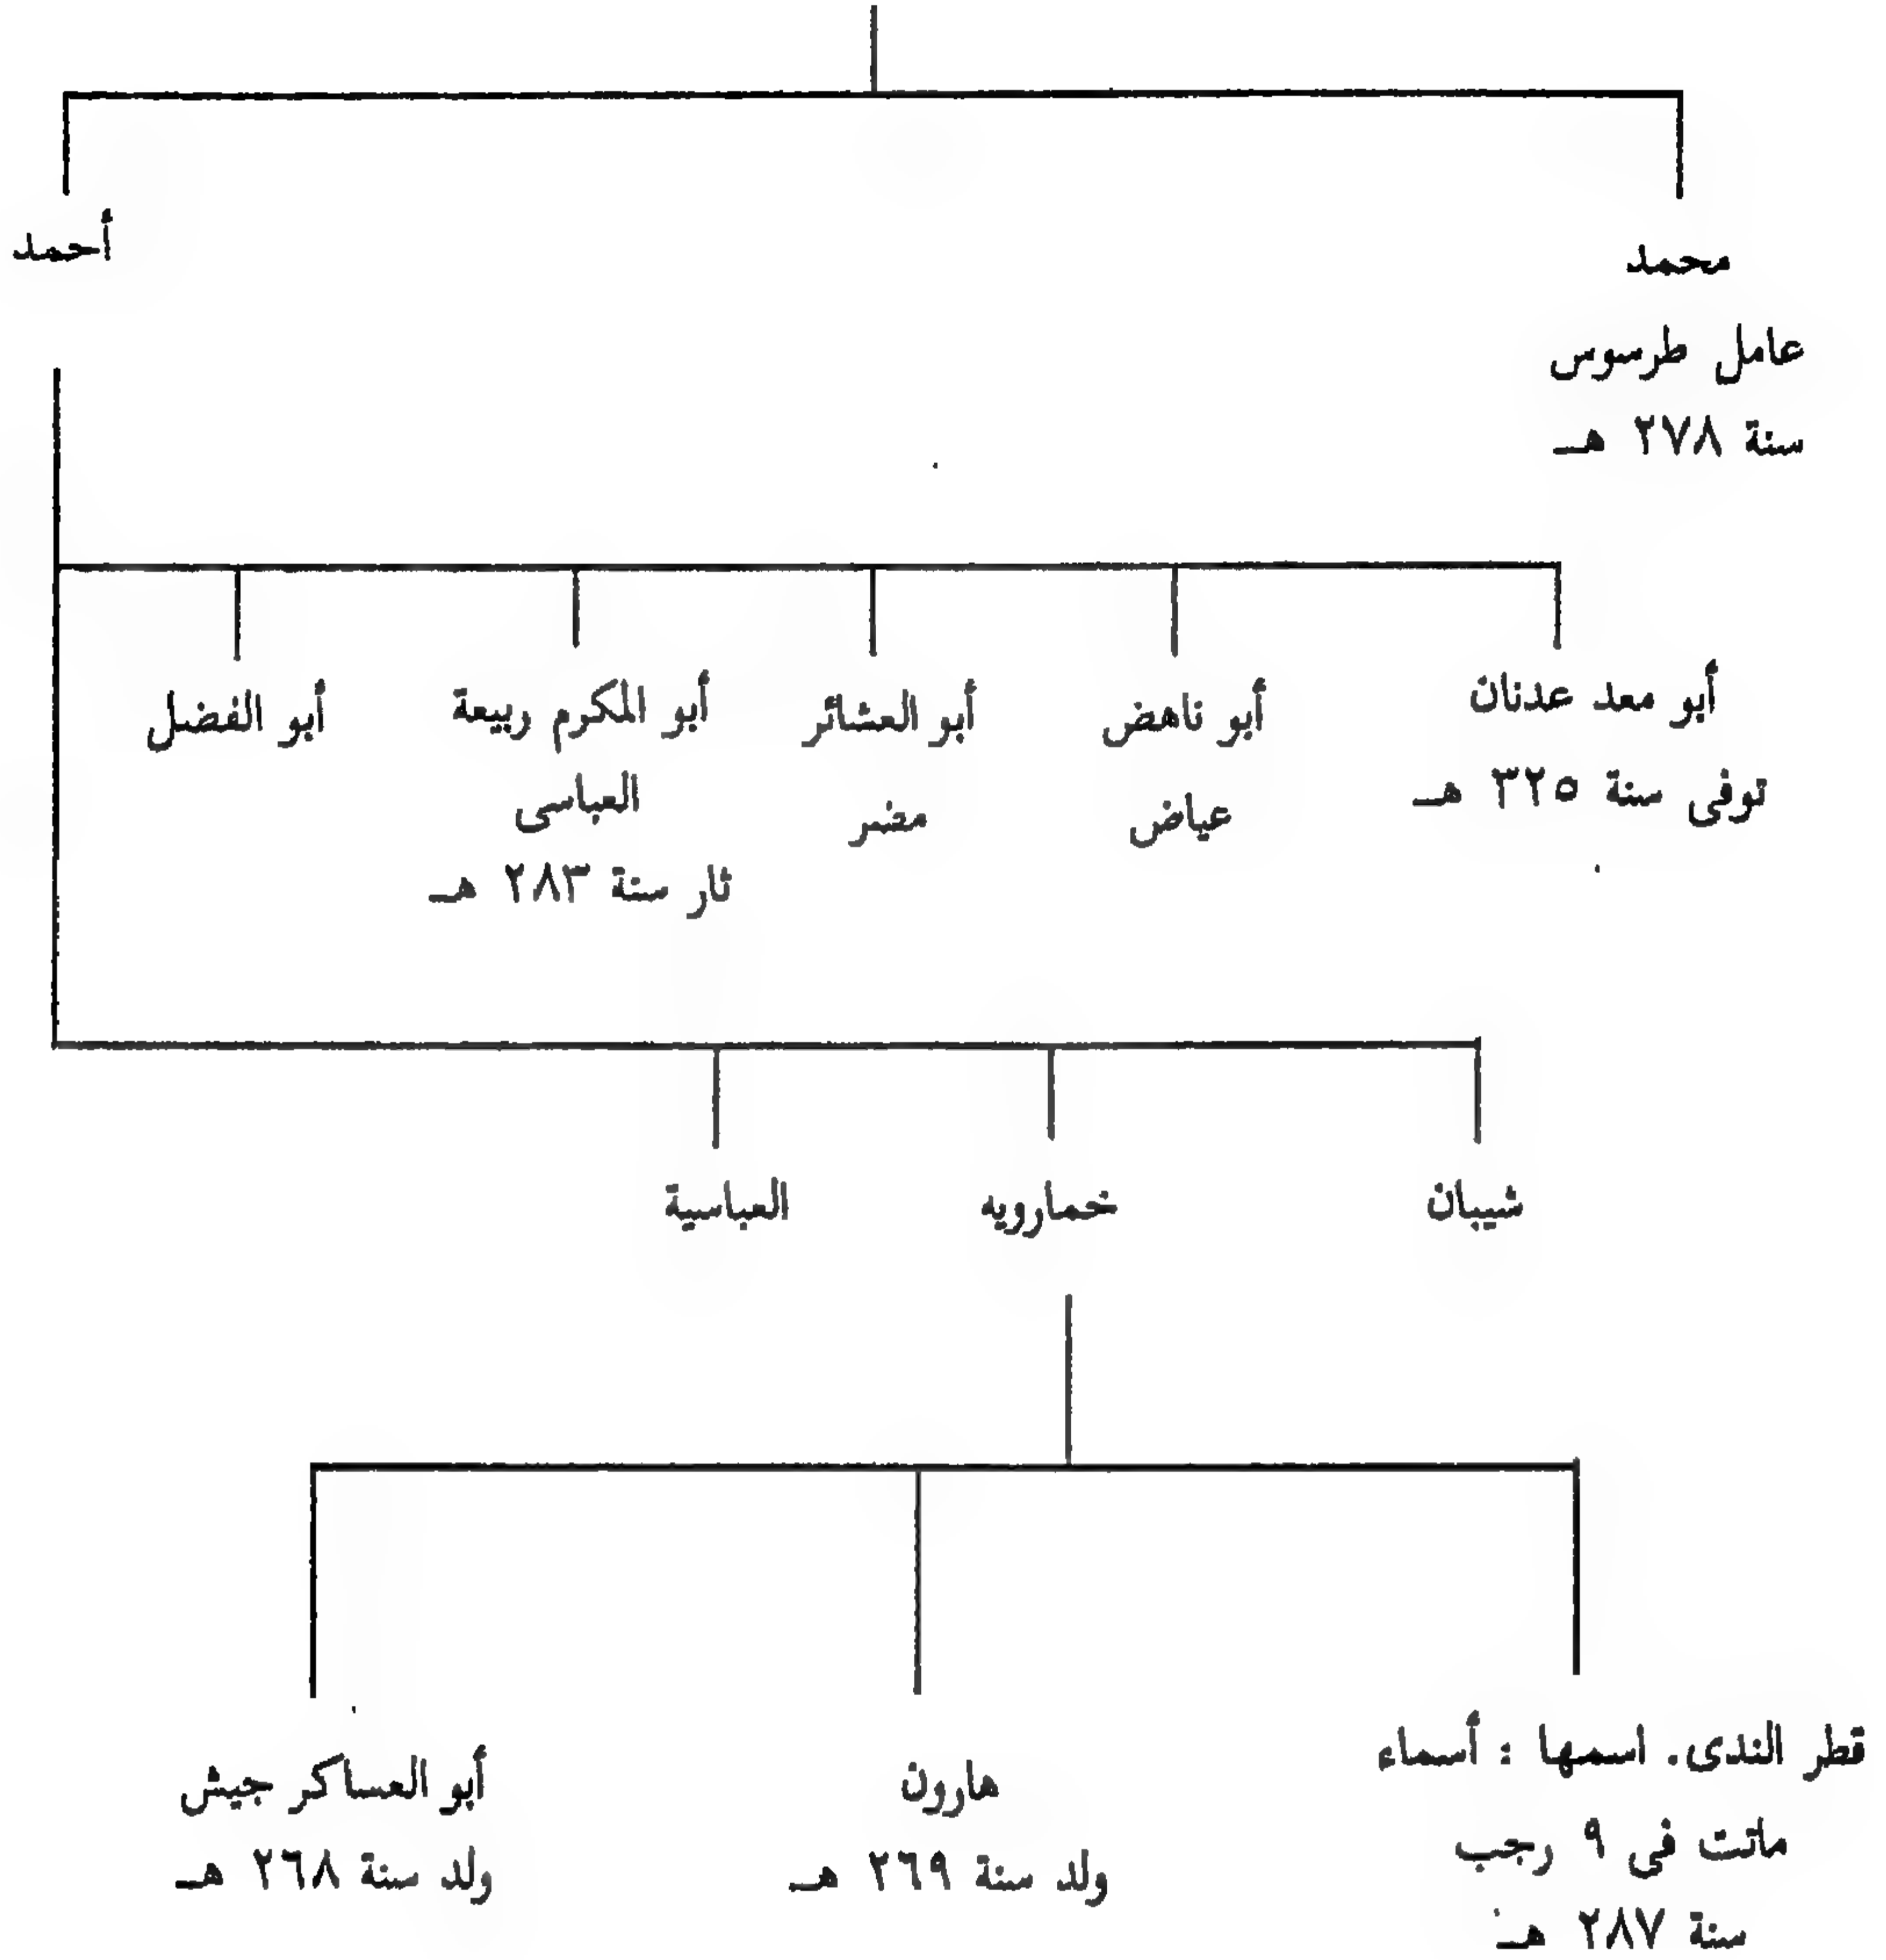 محمد
عامل طرسوس
سنة ٢٧٨ هـ
أحمد
أبو معد عدنان
توفى سنة ٣٢٥ هـ
أبو ناهض
عياض
أبو العشائر
مضر
أبو المكرم ربيعة
العباسى
ثار سنة ٢٨٣ هـ
أبو الفضل
شيبان
خمارويه
العباسية
قطر الندى. اسمها : أسماء
ماتت فى ٩ رجب
سنة ٢٨٧ هـ
هارون
ولد سنة ٢٦٩ هـ
أبو العساكر جيش
ولد سنة ٢٦٨ هـ